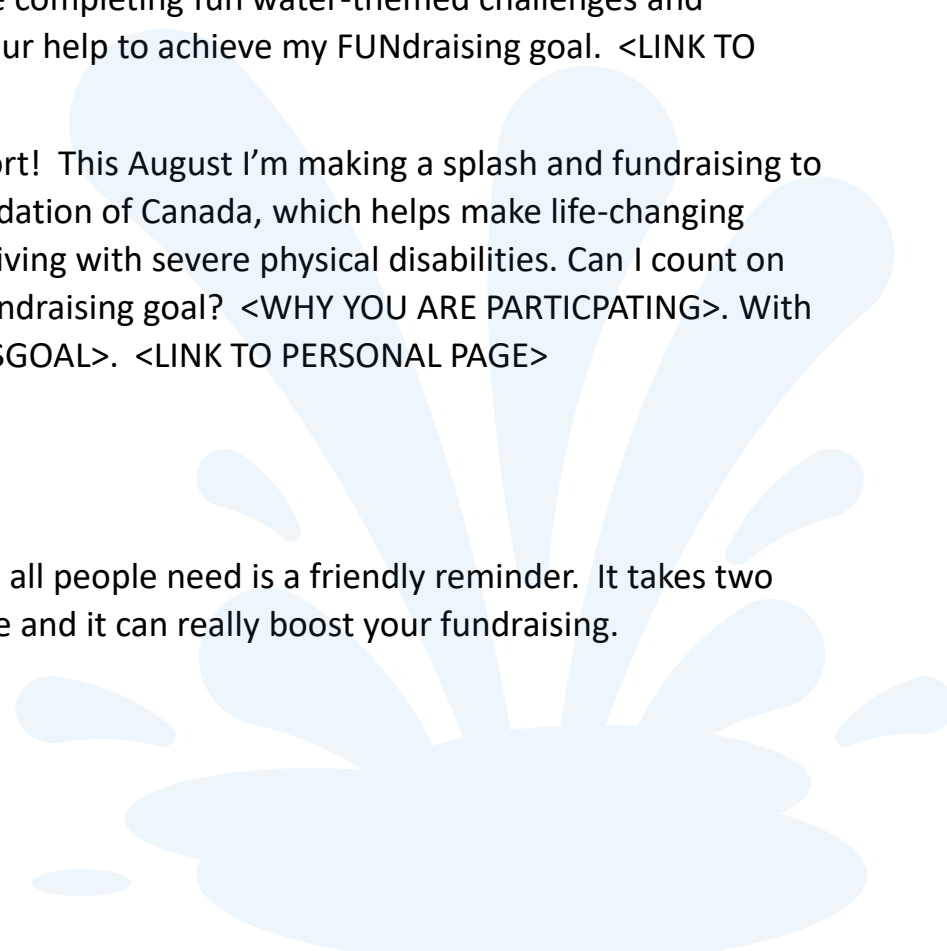 completing fun water-themed challenges and
ur help to achieve my FUNdraising goal.  <LINK TO
ort!  This August I’m making a splash and fundraising to
dation of Canada, which helps make life-changing
iving with severe physical disabilities. Can I count on
ndraising goal?  <WHY YOU ARE PARTICPATING>. With
GOAL>.  <LINK TO PERSONAL PAGE>
all people need is a friendly reminder.  It takes two
e and it can really boost your fundraising.